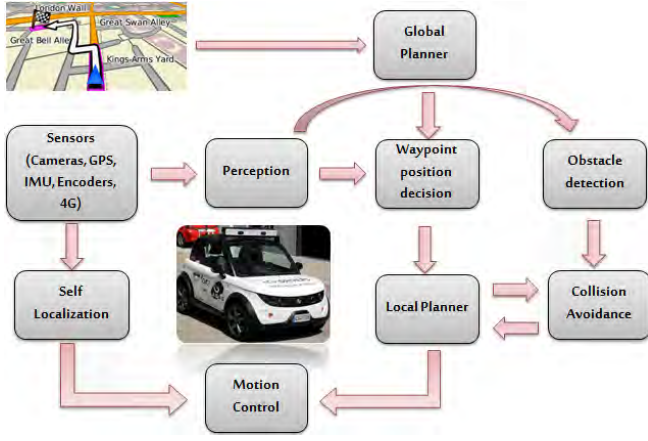 London Wall
Great Swan Alley
Great Bell Alle
Kings Arms Yard
Global
Planner
Sensors
(Cameras, GPS,
IMU, Encoders,
4G)
Perception
Waypoint
position
decision
Obstacle
detection
Self
Localization
Local Planner
Collision
Avoidance
Motion
Control